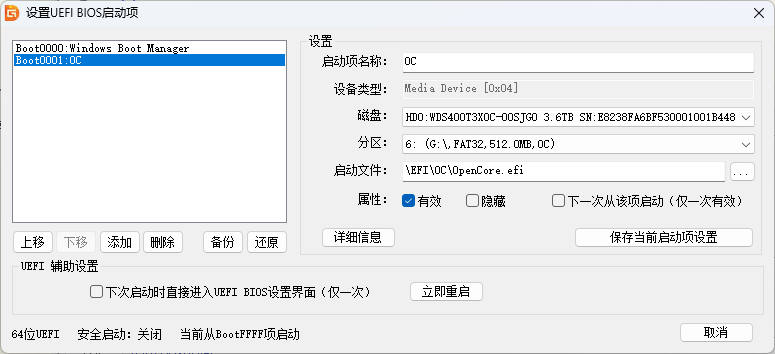 设置UEFI BIOS启动项
Boot0000:Windows Boot Manager
Boot0001:OC
上移 下移 添加 删除 备份 还原
设置
启动项名称: OC
设备类型: Media Device [0x04]
磁盘: HD0:WDS400T3X0C-00SJG0 3.6TB SN:E8238FA6BF530001001B448
分区: 6: (G:\,FAT32,512.0MB,OC)
启动文件: \EFI\OC\OpenCore.efi ...
属性: 有效 隐藏 下一次从该项启动(仅一次有效)
详细信息 保存当前启动项设置
UEFI 辅助设置
下次启动时直接进入UEFI BIOS设置界面(仅一次) 立即重启
64位UEFI 安全启动: 关闭 当前从BootFFFF项启动 取消